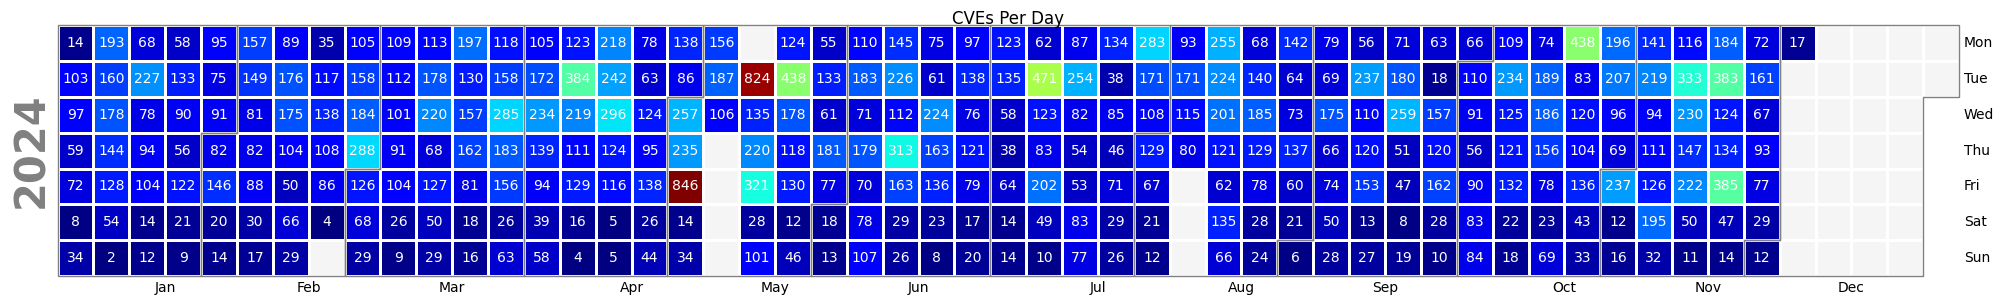 CVEs Per Day
14 193 68 58 95 157 89 35 105 109 113 197 118 105 123 218 78 138 156 124 55 110 145 75 97 123 62 87 134 283 93 255 68 142 79 56 71 63 66 109 74 438 196 141 116 184 72 17 Mon
103 160 227 133 75 149 176 117 158 112 178 130 158 172 384 242 63 86 187 824 438 133 183 226 61 138 135 471 254 38 171 171 224 140 64 69 237 180 18 110 234 189 83 207 219 333 383 161 Tue
97 178 78 90 91 81 175 138 184 101 220 157 285 234 219 296 124 257 106 135 178 61 71 112 224 76 58 123 82 85 108 115 201 185 73 175 110 259 157 91 125 186 120 96 94 230 124 67 Wed
59 144 94 56 82 82 104 108 288 91 68 162 183 139 111 124 95 235 220 118 181 179 313 163 121 38 83 54 46 129 80 121 129 137 66 120 51 120 56 121 156 104 69 111 147 134 93 Thu
72 128 104 122 146 88 50 86 126 104 127 81 156 94 129 116 138 846 321 130 77 70 163 136 79 64 202 53 71 67 62 78 60 74 153 47 162 90 132 78 136 237 126 222 385 77 Fri
8 54 14 21 20 30 66 4 68 26 50 18 26 39 16 5 26 14 28 12 18 78 29 23 17 14 49 83 29 21 135 28 21 50 13 8 28 83 22 23 43 12 195 50 47 29 Sat
34 2 12 9 14 17 29 29 9 29 16 63 58 4 5 44 34 101 46 13 107 26 8 20 14 10 77 26 12 66 24 6 28 27 19 10 84 18 69 33 16 32 11 14 12 Sun
2024
Jan Feb Mar Apr May Jun Jul Aug Sep Oct Nov Dec